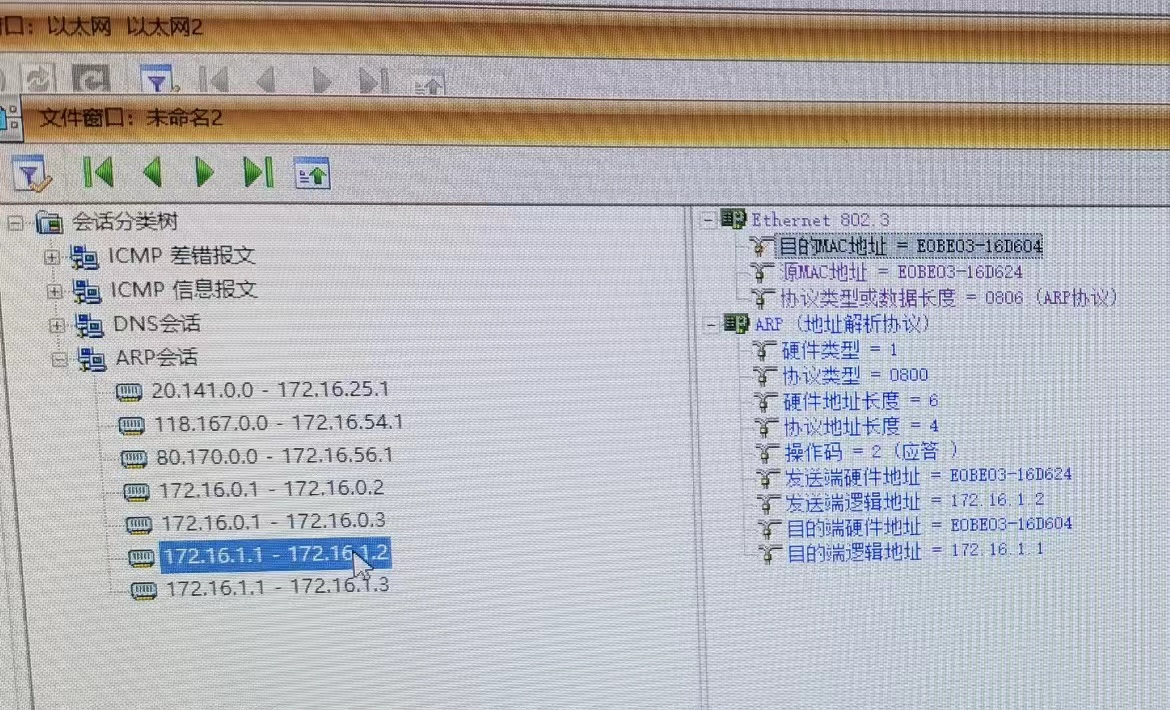 口：以太网 以太网2
文件窗口：未命名2
会话分类树
ICMP 差错报文
ICMP 信息报文
DNS会话
ARP会话
20.141.0.0 - 172.16.25.1
118.167.0.0 - 172.16.54.1
80.170.0.0 - 172.16.56.1
172.16.0.1 - 172.16.0.2
172.16.0.1 - 172.16.0.3
172.16.1.1 - 172.16.1.2
172.16.1.1 - 172.16.1.3
Ethernet 802.3
目的MAC地址 = E0BE03-16D604
源MAC地址 = E0BE03-16D624
协议类型或数据长度 = 0806（ARP协议）
ARP（地址解析协议）
硬件类型 = 1
协议类型 = 0800
硬件地址长度 = 6
协议地址长度 = 4
操作码 = 2（应答 ）
发送端硬件地址 = E0BE03-16D624
发送端逻辑地址 = 172.16.1.2
目的端硬件地址 = E0BE03-16D604
目的端逻辑地址 = 172.16.1.1